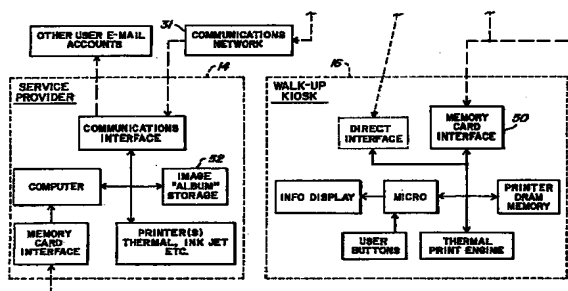 OTHER USER E-MAIL
ACCOUNTS
31
COMMUNICATIONS
NETWORK
14
SERVICE
PROVIDER
COMMUNICATIONS
INTERFACE
52
COMPUTER
IMAGE
"ALBUM"
STORAGE
MEMORY
CARD
INTERFACE
PRINTER(S)
THERMAL, INK JET
ETC.
16
WALK-UP
KIOSK
DIRECT
INTERFACE
MEMORY
CARD
INTERFACE
50
INFO DISPLAY
MICRO
PRINTER
DRAM
MEMORY
USER
BUTTONS
THERMAL
PRINT ENGINE